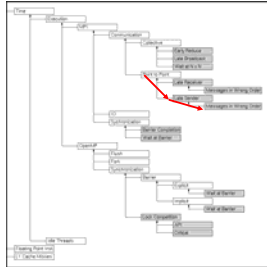 Time
Execution
MPI
Communication
Collective
Early Reduce
Late Broadcast
Wait at N x N
Point to Point
Late Receiver
Messages in Wrong Order
Late Sender
Messages in Wrong Order
IO
Synchronization
Barrier Completion
Wait at Barrier
OpenMP
Flush
Fork
Synchronization
Barrier
Explicit
Wait at Barrier
Implicit
Wait at Barrier
Lock Competition
API
Critical
Idle Threads
Floating Point
L1 Cache Misses